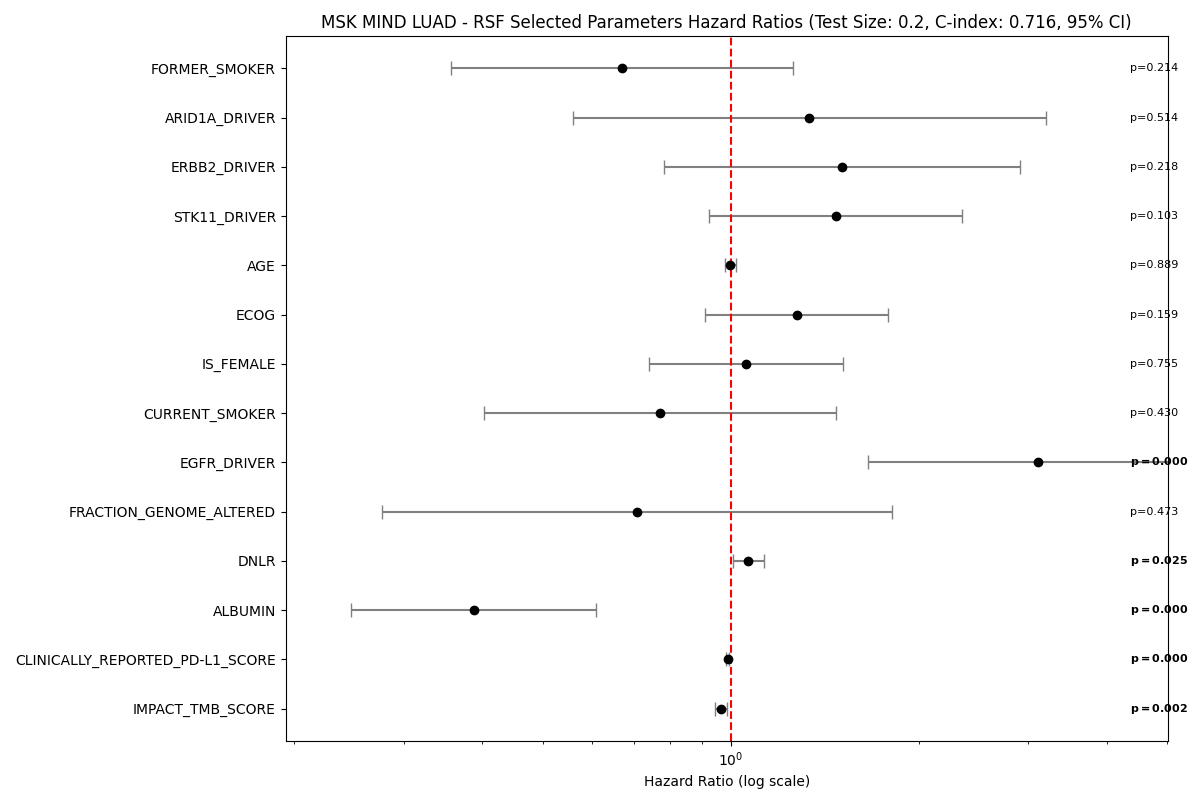 MSK MIND LUAD - RSF Selected Parameters Hazard Ratios (Test Size: 0.2, C-index: 0.716, 95% CI)
FORMER_SMOKER p=0.214
ARID1A_DRIVER p=0.514
ERBB2_DRIVER p=0.218
STK11_DRIVER p=0.103
AGE p=0.889
ECOG p=0.159
IS_FEMALE p=0.755
CURRENT_SMOKER p=0.430
EGFR_DRIVER p=0.000
FRACTION_GENOME_ALTERED p=0.473
DNLR p=0.025
ALBUMIN p=0.000
CLINICALLY_REPORTED_PD-L1_SCORE p=0.000
IMPACT_TMB_SCORE p=0.002
10⁰
Hazard Ratio (log scale)